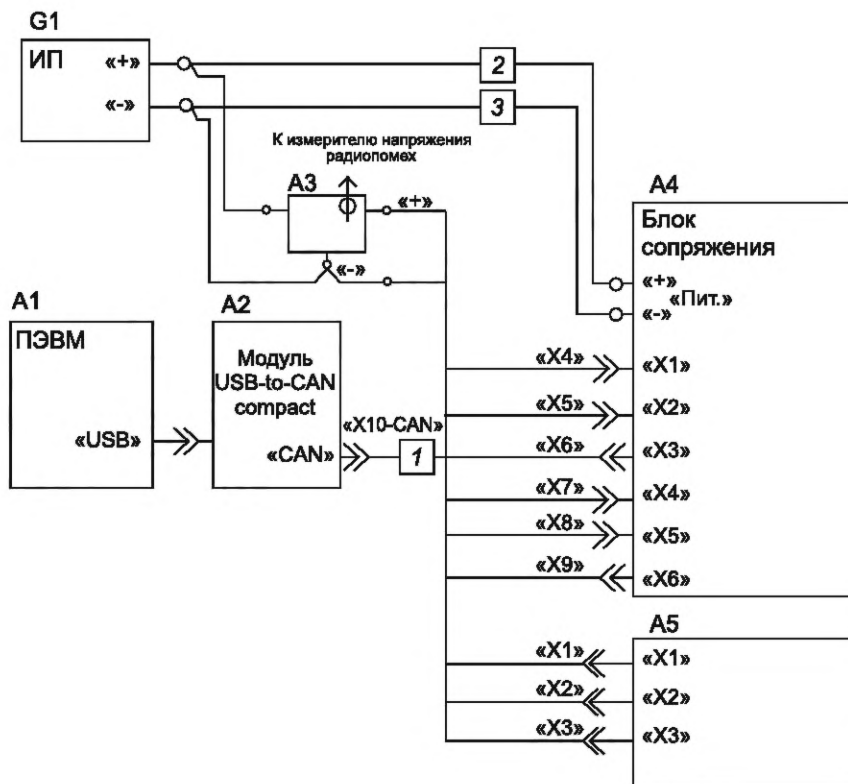 G1
ИП «+»
«-»
2
3
К измерителю напряжения
радиопомех
A3
«+»
«-»
A4
Блок
сопряжения
«+»
«Пит.»
«-»
A1
ПЭВМ
«USB»
A2
Модуль
USB-to-CAN
compact
«CAN»
«X10-CAN»
1
«X4» «X1»
«X5» «X2»
«X6» «X3»
«X7» «X4»
«X8» «X5»
«X9» «X6»
A5
«X1» «X1»
«X2» «X2»
«X3» «X3»